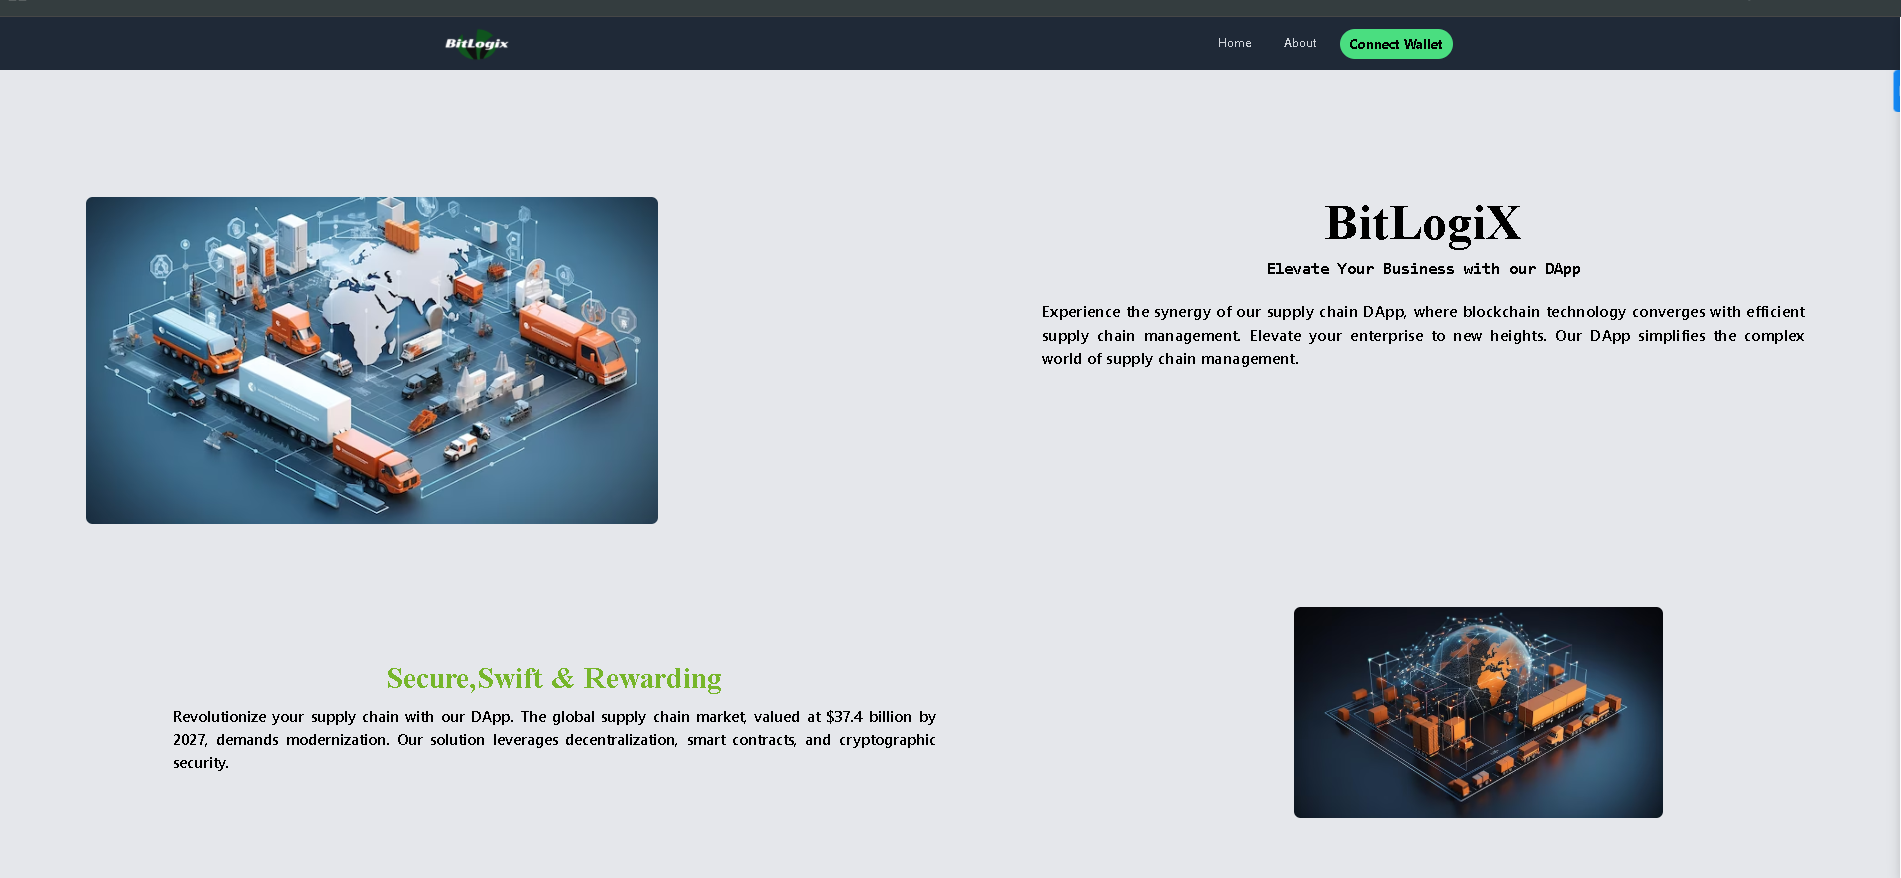 BitLogix
Home
About
Connect Wallet
BitLogiX
Elevate Your Business with our DApp
Experience the synergy of our supply chain DApp, where blockchain technology converges with efficient
supply chain management. Elevate your enterprise to new heights. Our DApp simplifies the complex
world of supply chain management.
Secure,Swift & Rewarding
Revolutionize your supply chain with our DApp. The global supply chain market, valued at $37.4 billion by
2027, demands modernization. Our solution leverages decentralization, smart contracts, and cryptographic
security.